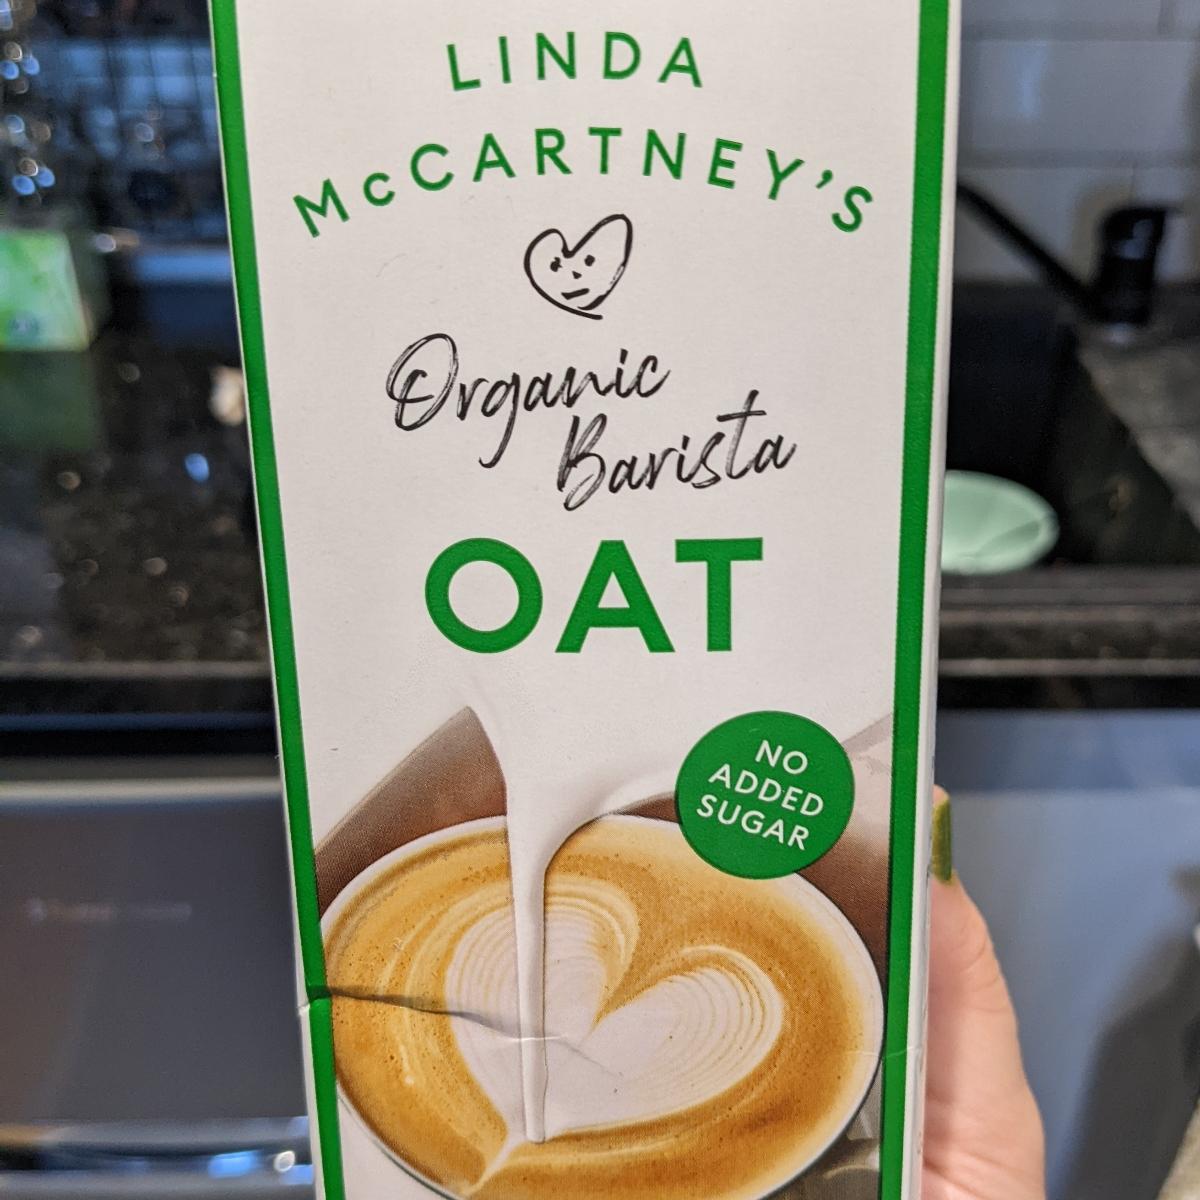 LINDA
McCARTNEY'S
Organic
Barista
OAT
NO
ADDED
SUGAR